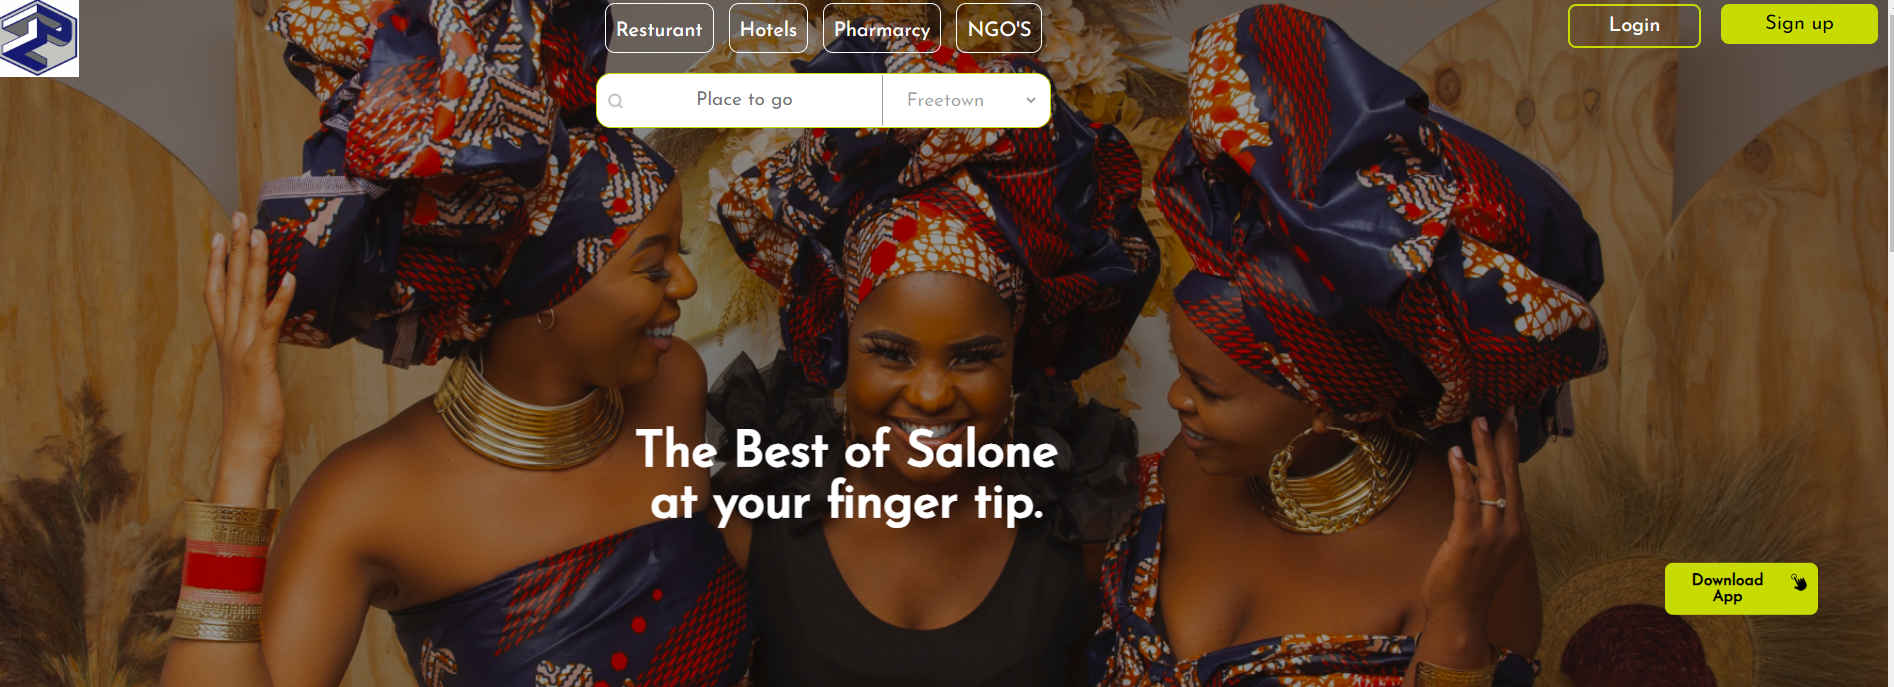 Resturant Hotels Pharmarcy NGO'S
Login Sign up
Place to go Freetown
The Best of Salone
at your finger tip.
Download
App